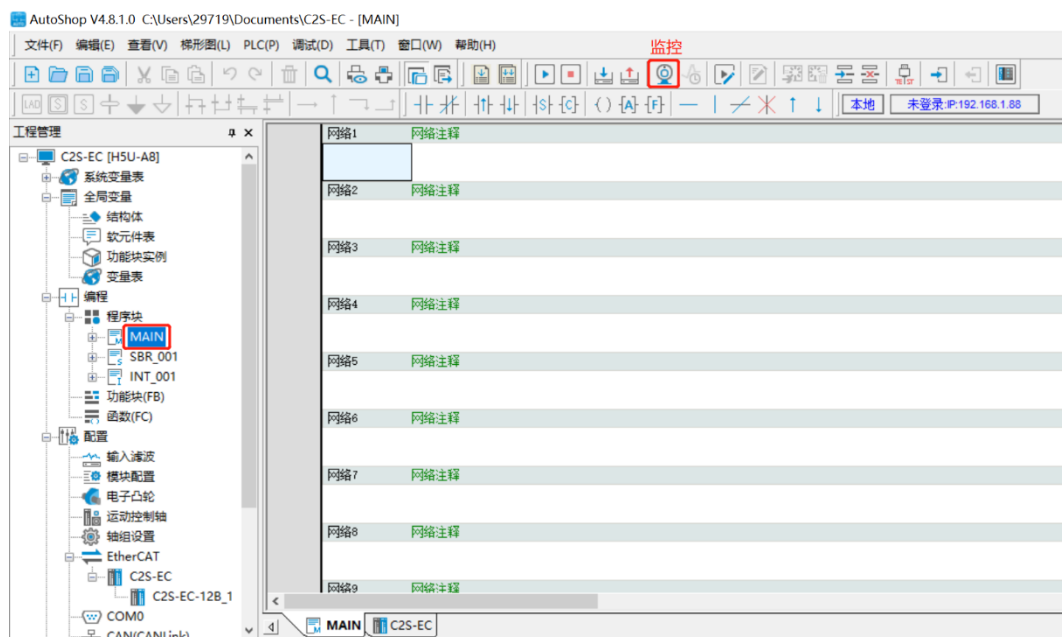 AutoShop V4.8.1.0  C:\Users\29719\Documents\C2S-EC - [MAIN]
文件(F) 编辑(E) 查看(V) 梯形图(L) PLC(P) 调试(D) 工具(T) 窗口(W) 帮助(H)
监控
LAD S S
S C A F 本地 未登录:IP:192.168.1.88
工程管理
C2S-EC [H5U-A8]
系统变量表
全局变量
结构体
软元件表
功能块实例
变量表
编程
程序块
MAIN
SBR_001
INT_001
功能块(FB)
函数(FC)
配置
输入滤波
模块配置
电子凸轮
运动控制轴
轴组设置
EtherCAT
C2S-EC
C2S-EC-12B_1
COM0
CAN(CANLink)
网络1 网络注释
网络2 网络注释
网络3 网络注释
网络4 网络注释
网络5 网络注释
网络6 网络注释
网络7 网络注释
网络8 网络注释
网络9 网络注释
MAIN C2S-EC